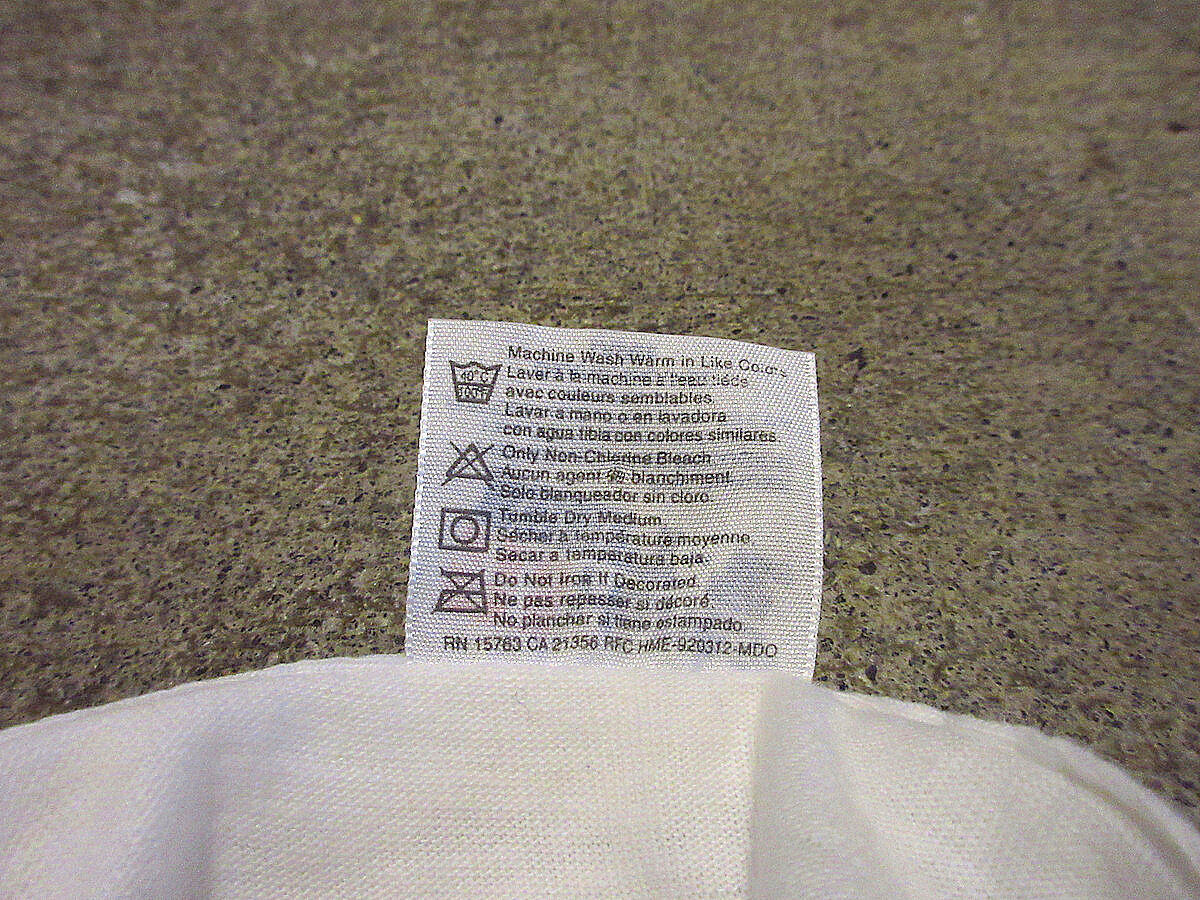 Machine Wash Warm in Like Colors
40°C
100F
Laver à la machine à l'eau tiède
avec couleurs semblables.
Lavar a mano o en lavadora
con agua tibia con colores similares.
Only Non-Chlorine Bleach
Aucun agent de blanchiment.
Solo blanqueador sin cloro.
Tumble Dry Medium
Sécher à température moyenne
Secar a temperatura baja.
Do Not Iron If Decorated.
Ne pas repasser si décoré.
No planchar si tiene estampado.
RN 15763 CA 21356 RFC HME-920312-MDO